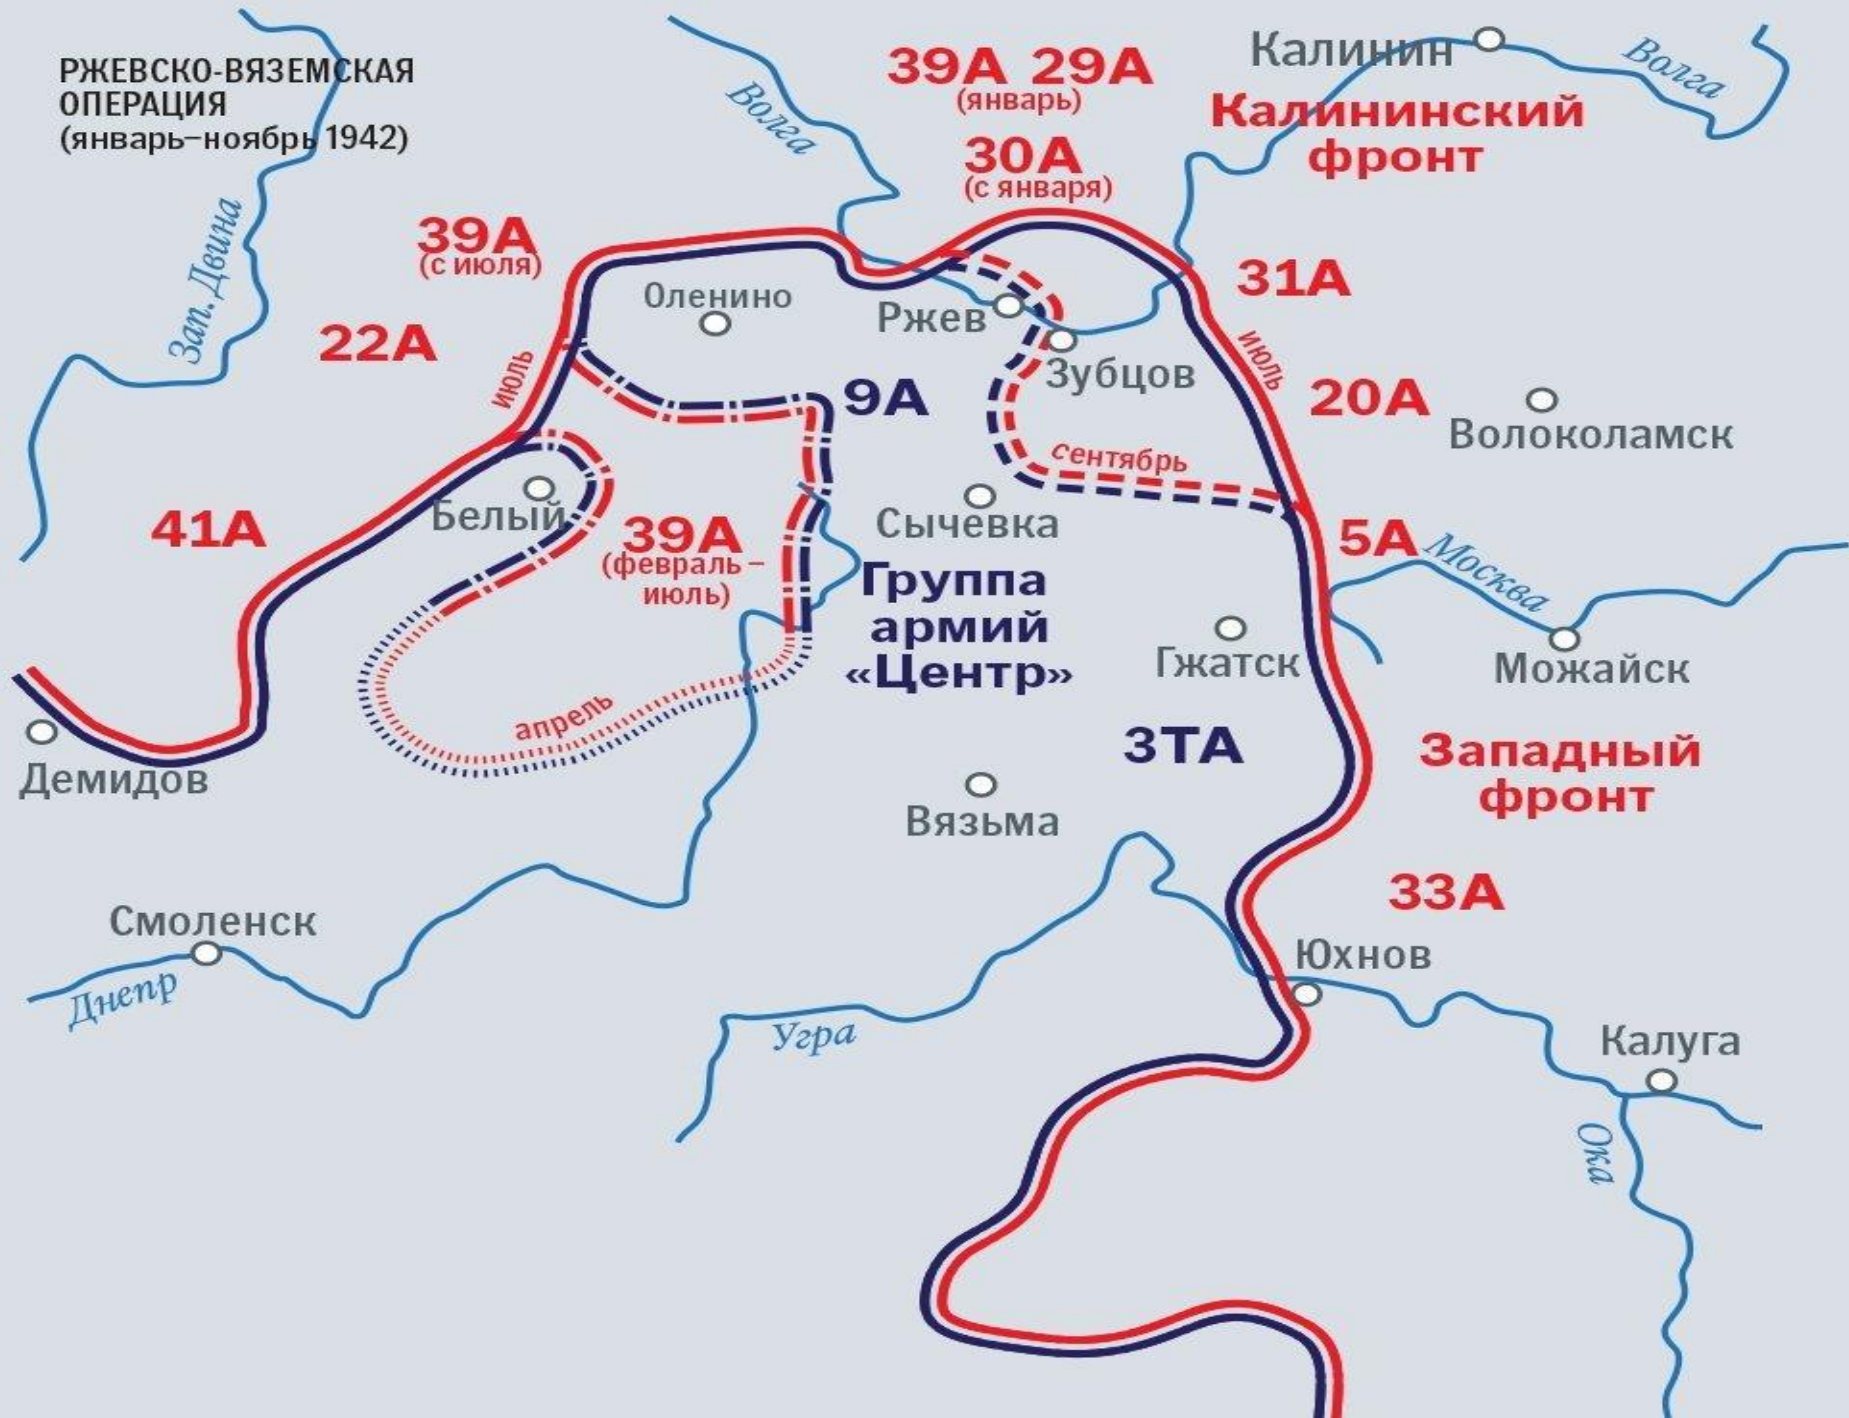 РЖЕВСКО-ВЯЗЕМСКАЯ
ОПЕРАЦИЯ
(январь–ноябрь 1942)
39А 29А
(январь)
30А
(с января)
Калинин
Волга
Волга
Калининский
фронт
Зап. Двина
39А
(с июля)
22А
июль
Оленино
Ржев
Зубцов
31А
июль
20А
Волоколамск
9А
сентябрь
41А
Белый
39А
(февраль –
июль)
Сычевка
Группа
армий
«Центр»
5А
Москва
Гжатск
Можайск
апрель
Демидов
3ТА
Западный
фронт
Вязьма
33А
Смоленск
Днепр
Юхнов
Угра
Калуга
Ока